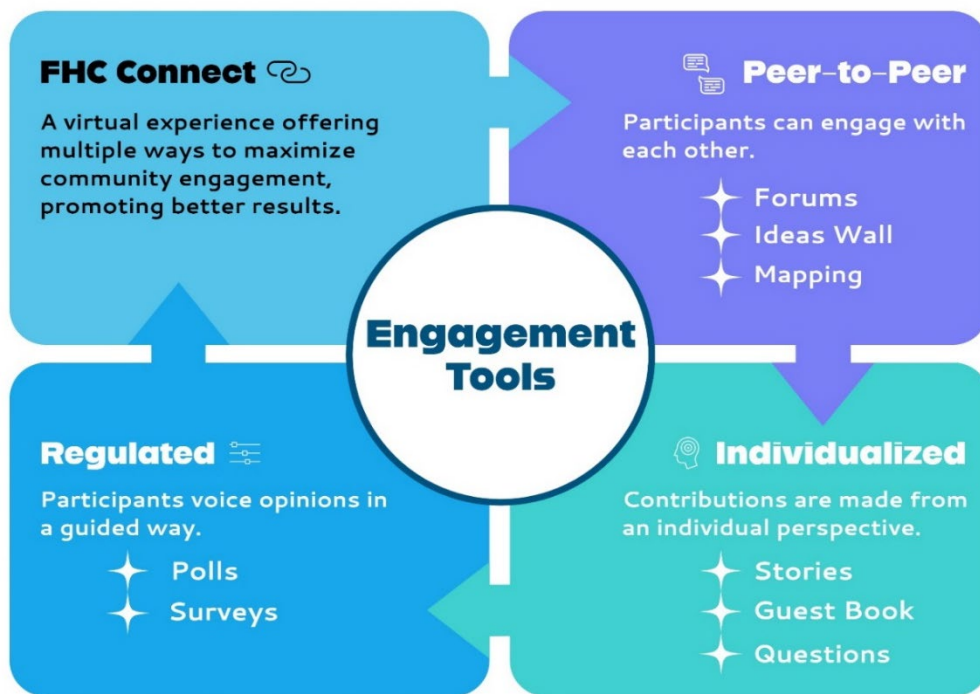 FHC Connect
A virtual experience offering
multiple ways to maximize
community engagement,
promoting better results.
Peer-to-Peer
Participants can engage with
each other.
Forums
Ideas Wall
Mapping
Engagement
Tools
Regulated
Participants voice opinions in
a guided way.
Polls
Surveys
Individualized
Contributions are made from
an individual perspective.
Stories
Guest Book
Questions